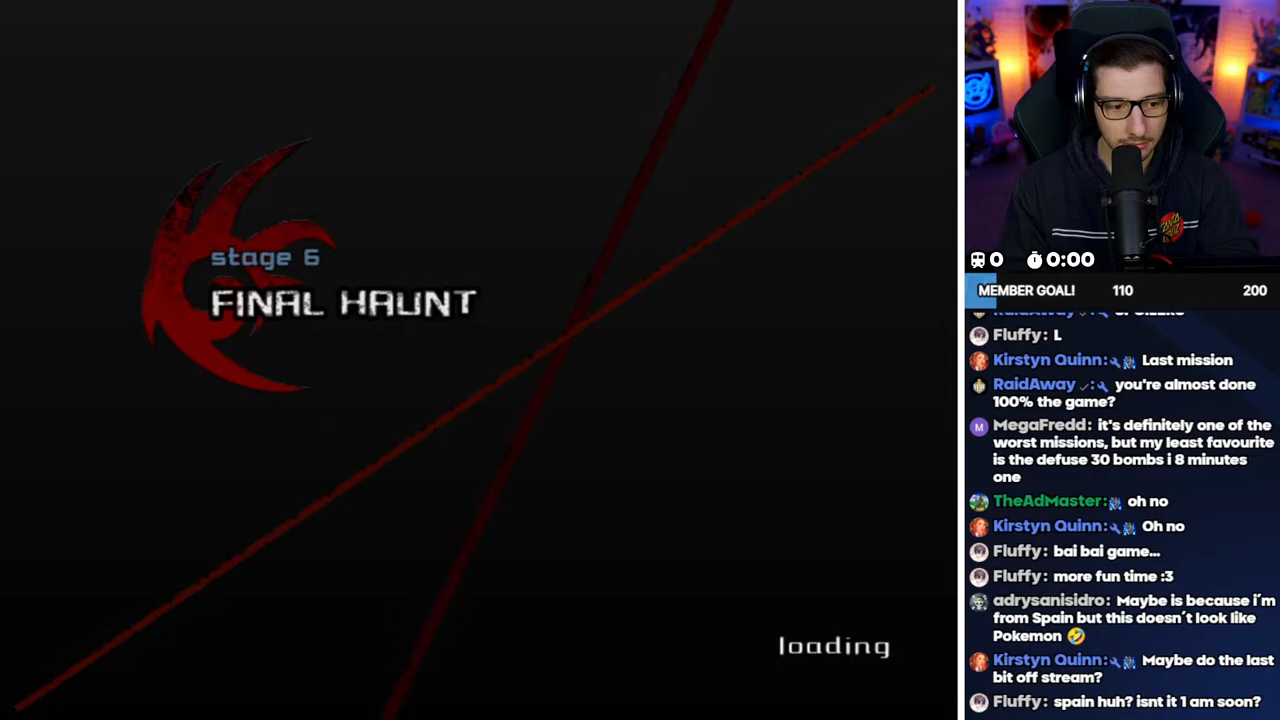 stage 6
FINAL HAUNT
loading
0 0:00
MEMBER GOAL! 110 200
Fluffy: L
Kirstyn Quinn: Last mission
RaidAway: you're almost done
100% the game?
M MegaFredd: it's definitely one of the
worst missions, but my least favourite
is the defuse 30 bombs i 8 minutes
one
TheAdMaster: oh no
Kirstyn Quinn: Oh no
Fluffy: bai bai game...
Fluffy: more fun time :3
adrysanisidro: Maybe is because i´m
from Spain but this doesn´t look like
Pokemon 🤣
Kirstyn Quinn: Maybe do the last
bit off stream?
Fluffy: spain huh? isnt it 1 am soon?